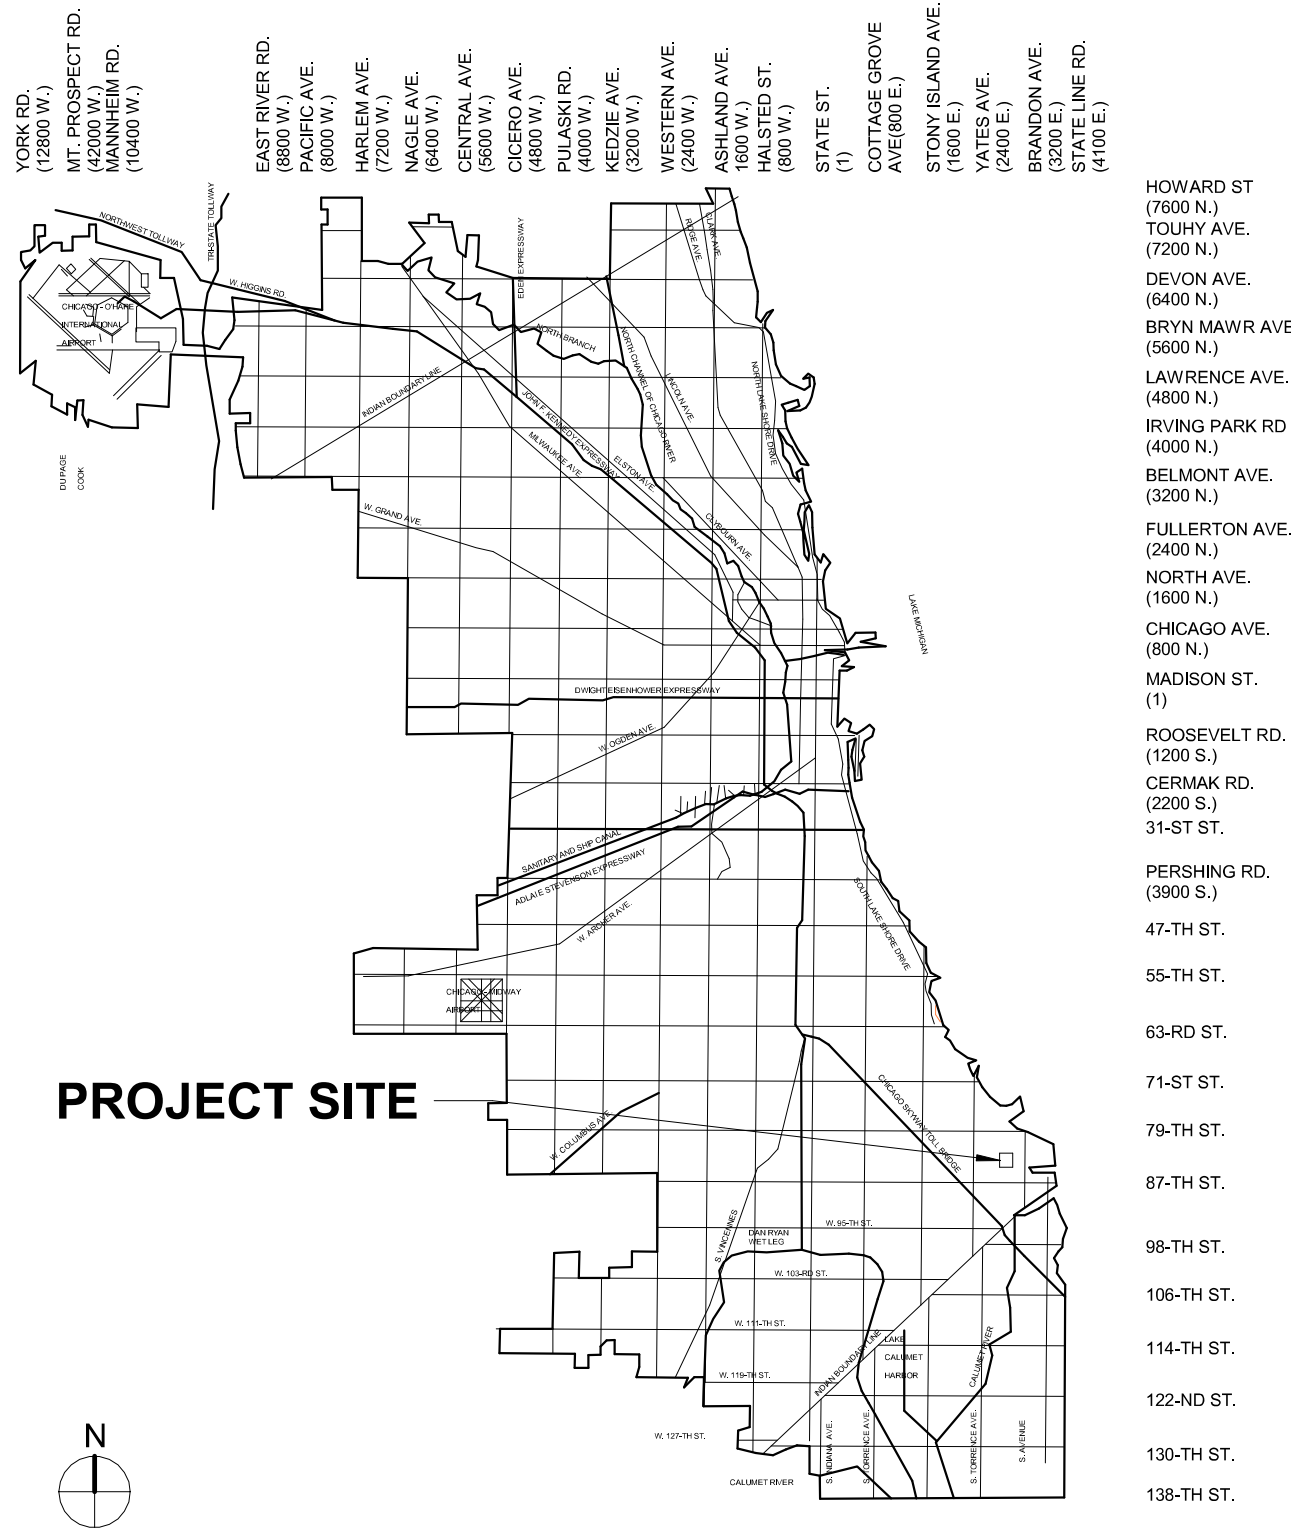 YORK RD.
(12800 W.)
MT. PROSPECT RD.
(42000 W.)
MANNHEIM RD.
(10400 W.)
EAST RIVER RD.
(8800 W.)
PACIFIC AVE.
(8000 W.)
HARLEM AVE.
(7200 W.)
NAGLE AVE.
(6400 W.)
CENTRAL AVE.
(5600 W.)
CICERO AVE.
(4800 W.)
PULASKI RD.
(4000 W.)
KEDZIE AVE.
(3200 W.)
WESTERN AVE.
(2400 W.)
ASHLAND AVE.
1600 W.)
HALSTED ST.
(800 W.)
STATE ST.
(1)
COTTAGE GROVE
AVE(800 E.)
STONY ISLAND AVE.
(1600 E.)
YATES AVE.
(2400 E.)
BRANDON AVE.
(3200 E,)
STATE LINE RD.
(4100 E.)
HOWARD ST
(7600 N.)
TOUHY AVE.
(7200 N.)
DEVON AVE.
(6400 N.)
BRYN MAWR AVE
(5600 N.)
LAWRENCE AVE.
(4800 N.)
IRVING PARK RD
(4000 N.)
BELMONT AVE.
(3200 N.)
FULLERTON AVE.
(2400 N.)
NORTH AVE.
(1600 N.)
CHICAGO AVE.
(800 N.)
MADISON ST.
(1)
ROOSEVELT RD.
(1200 S.)
CERMAK RD.
(2200 S.)
31-ST ST.
PERSHING RD.
(3900 S.)
47-TH ST.
55-TH ST.
63-RD ST.
71-ST ST.
79-TH ST.
87-TH ST.
98-TH ST.
106-TH ST.
114-TH ST.
122-ND ST.
130-TH ST.
138-TH ST.
NORTHWEST TOLLWAY
TRI-STATE TOLLWAY
W. HIGGINS RD.
CHICAGO - O'HARE
INTERNATIONAL
AIRPORT
DUPAGE
COOK
INDIAN BOUNDARY LINE
EDEN EXPRESSWAY
RIDGE AVE.
CLARK AVE.
NORTH BRANCH
NORTH CHANNEL OF CHICAGO RIVER
LINCOLN AVE.
NORTH LAKE SHORE DRIVE
JOHN F. KENNEDY EXPRESSWAY
MILWAUKEE AVE.
ELSTON AVE.
CLYBOURN AVE.
W. GRAND AVE.
LAKE MICHIGAN
DWIGHT EISENHOWER EXPRESSWAY
W. OGDEN AVE.
SANITARY AND SHIP CANAL
ADLAI E STEVENSON EXPRESSWAY
W. ARCHER AVE.
SOUTH LAKE SHORE DRIVE
CHICAGO - MIDWAY
AIRPORT
PROJECT SITE
W. COLUMBUS AVE.
CHICAGO SKYWAY TOLL BRIDGE
S. VINCENNES
W. 95-TH ST.
DAN RYAN
WET LEG
W. 103-RD ST.
W. 111-TH ST.
INDIAN BOUNDARY LINE
LAKE
CALUMET
HARBOR
CALUMET RIVER
W. 119-TH ST.
W. 127-TH ST.
S. INDIANA AVE.
S. TORRENCE AVE.
S. TORRENCE AVE.
S. AVENUE
CALUMET RIVER
N